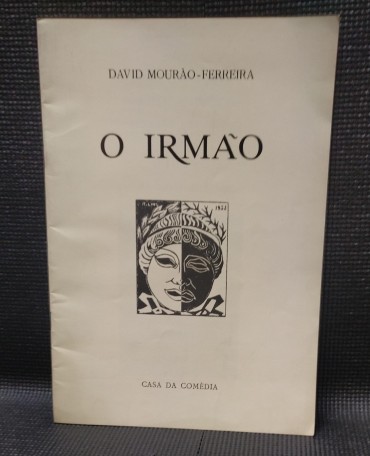 DAVID MOURÃO-FERREIRA
O IRMÃO
CASA DA COMÉDIA